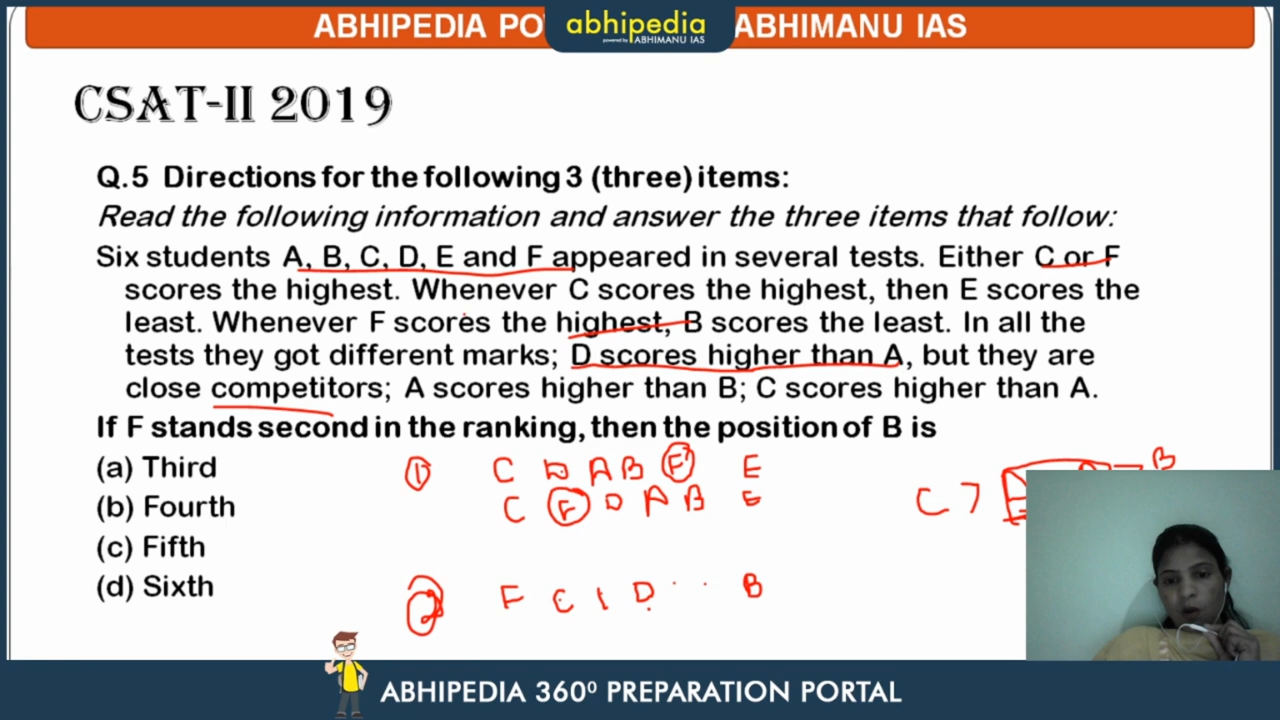 ABHIPEDIA PO
abhipedia
powered by ABHIMANU IAS
ABHIMANU IAS
CSAT-II 2019
Q.5 Directions for the following 3 (three) items:
Read the following information and answer the three items that follow:
Six students A, B, C, D, E and F appeared in several tests. Either C or F
scores the highest. Whenever C scores the highest, then E scores the
least. Whenever F scores the highest, B scores the least. In all the
tests they got different marks; D scores higher than A, but they are
close competitors; A scores higher than B; C scores higher than A.
If F stands second in the ranking, then the position of B is
(a) Third
(b) Fourth
(c) Fifth
(d) Sixth
1 C D A B F E
C F D A B E
C > B
2 F C D .. B
ABHIPEDIA 360⁰ PREPARATION PORTAL